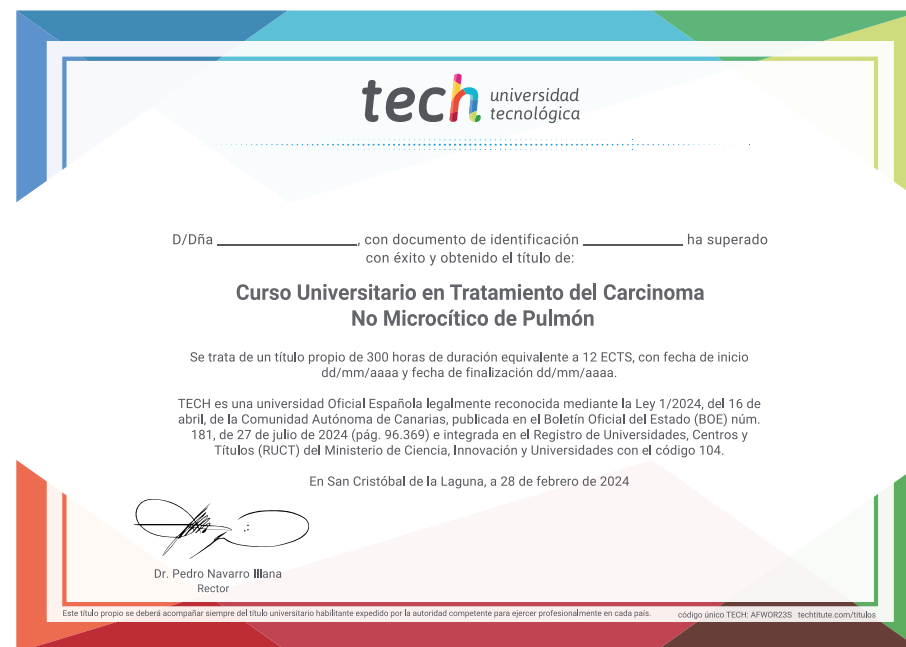 tech universidad
tecnológica
D/Dña ________________, con documento de identificación ____________ ha superado
con éxito y obtenido el título de:
Curso Universitario en Tratamiento del Carcinoma
No Microcítico de Pulmón
Se trata de un título propio de 300 horas de duración equivalente a 12 ECTS, con fecha de inicio
dd/mm/aaaa y fecha de finalización dd/mm/aaaa.
TECH es una universidad Oficial Española legalmente reconocida mediante la Ley 1/2024, del 16 de
abril, de la Comunidad Autónoma de Canarias, publicada en el Boletín Oficial del Estado (BOE) núm.
181, de 27 de julio de 2024 (pág. 96.369) e integrada en el Registro de Universidades, Centros y
Títulos (RUCT) del Ministerio de Ciencia, Innovación y Universidades con el código 104.
En San Cristóbal de la Laguna, a 28 de febrero de 2024
Dr. Pedro Navarro Illana
Rector
Este título propio se deberá acompañar siempre del título universitario habilitante expedido por la autoridad competente para ejercer profesionalmente en cada país.
código único TECH: AFWOR23S techtitute.com/titulos